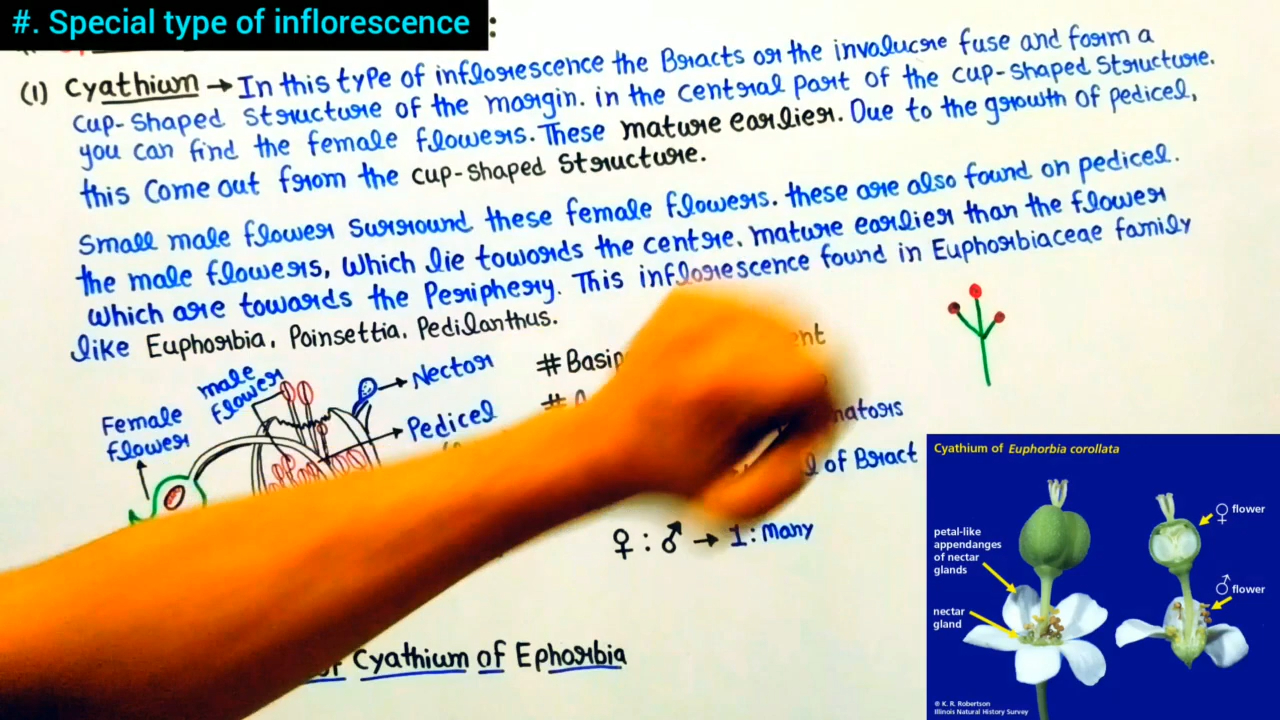 #. Special type of inflorescence :
(1) Cyathium → In this type of inflorescence the Bracts or the invalucre fuse and form a
cup-shaped structure of the margin. in the central part of the cup-shaped structure.
you can find the female flowers. These mature earlier. Due to the growth of pedicel,
this come out from the cup-shaped structure.
Small male flower surround these female flowers. these are also found on pedicel.
the male flowers, which lie towards the centre. mature earlier than the flower
which are towards the Periphery. This inflorescence found in Euphorbiaceae family
like Euphorbia, Poinsettia, Pedilanthus.
male
flower
Female
flower
→ Nector
→ Pedicel
#Basip
ent
#
of Bract
♀ : ♂ → 1 : Many
of Cyathium of Ephorbia
Cyathium of Euphorbia corollata
petal-like
appendanges
of nectar
glands
nectar
gland
♀ flower
♂ flower
© K. R. Robertson
Illinois Natural History Survey